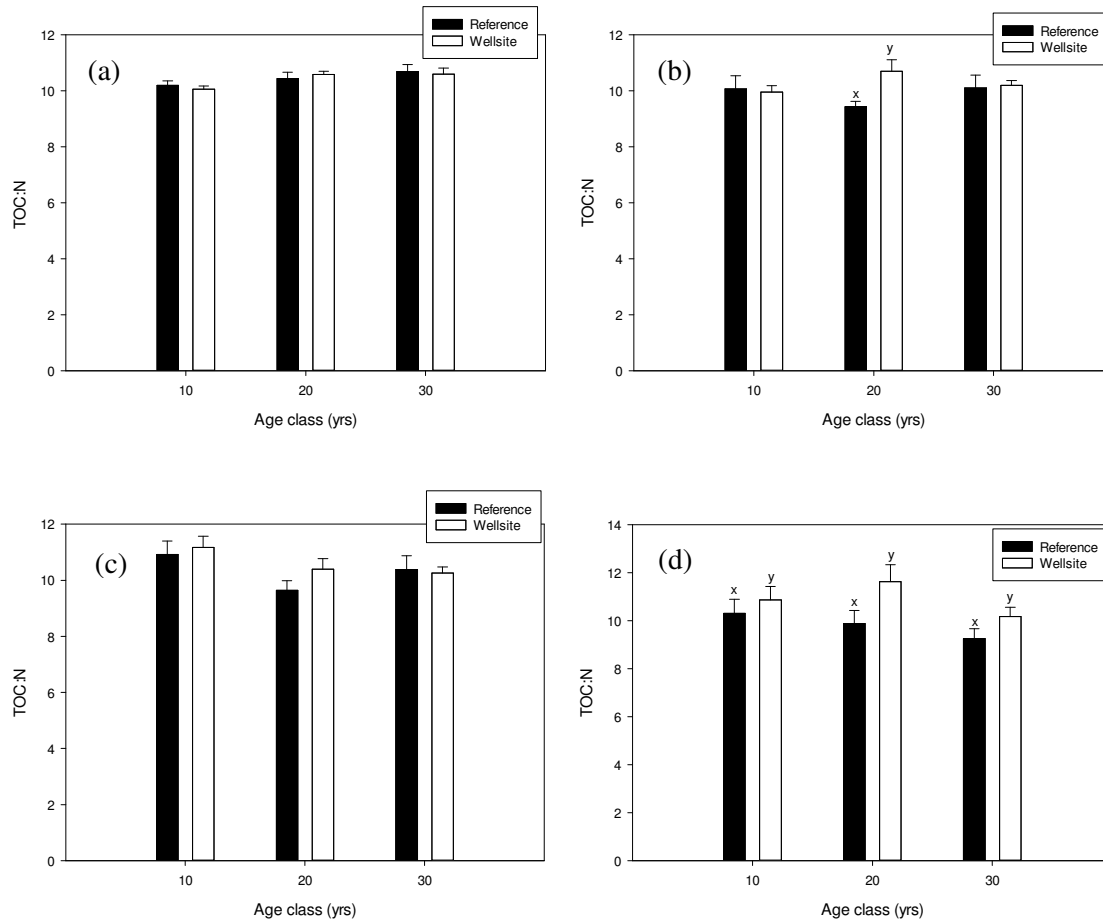 (a)
Reference
Wellsite
TOC:N
12
10
8
6
4
2
0
10 20 30
Age class (yrs)
(b)
Reference
Wellsite
TOC:N
12
10
8
6
4
2
0
x y
10 20 30
Age class (yrs)
(c)
Reference
Wellsite
TOC:N
12
10
8
6
4
2
0
10 20 30
Age class (yrs)
(d)
Reference
Wellsite
TOC:N
14
12
10
8
6
4
2
0
x y x y x y
10 20 30
Age class (yrs)